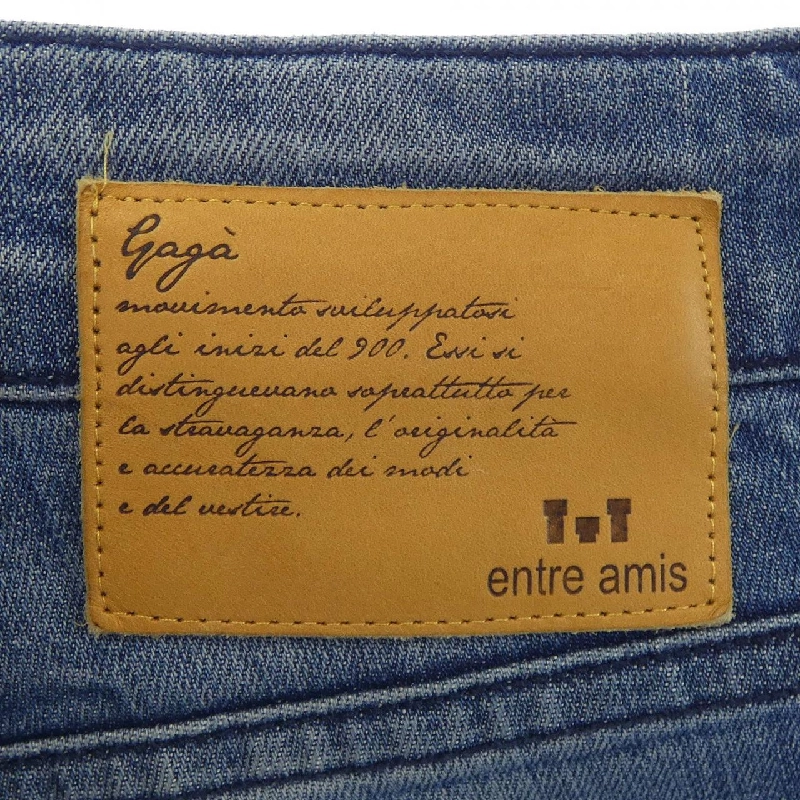 Gagà
movimento sviluppatosi
agli inizi del 900. Essi si
distinguevano soprattutto per
la stravaganza, l'originalità
e accuratezza dei modi
e del vestire.
entre amis